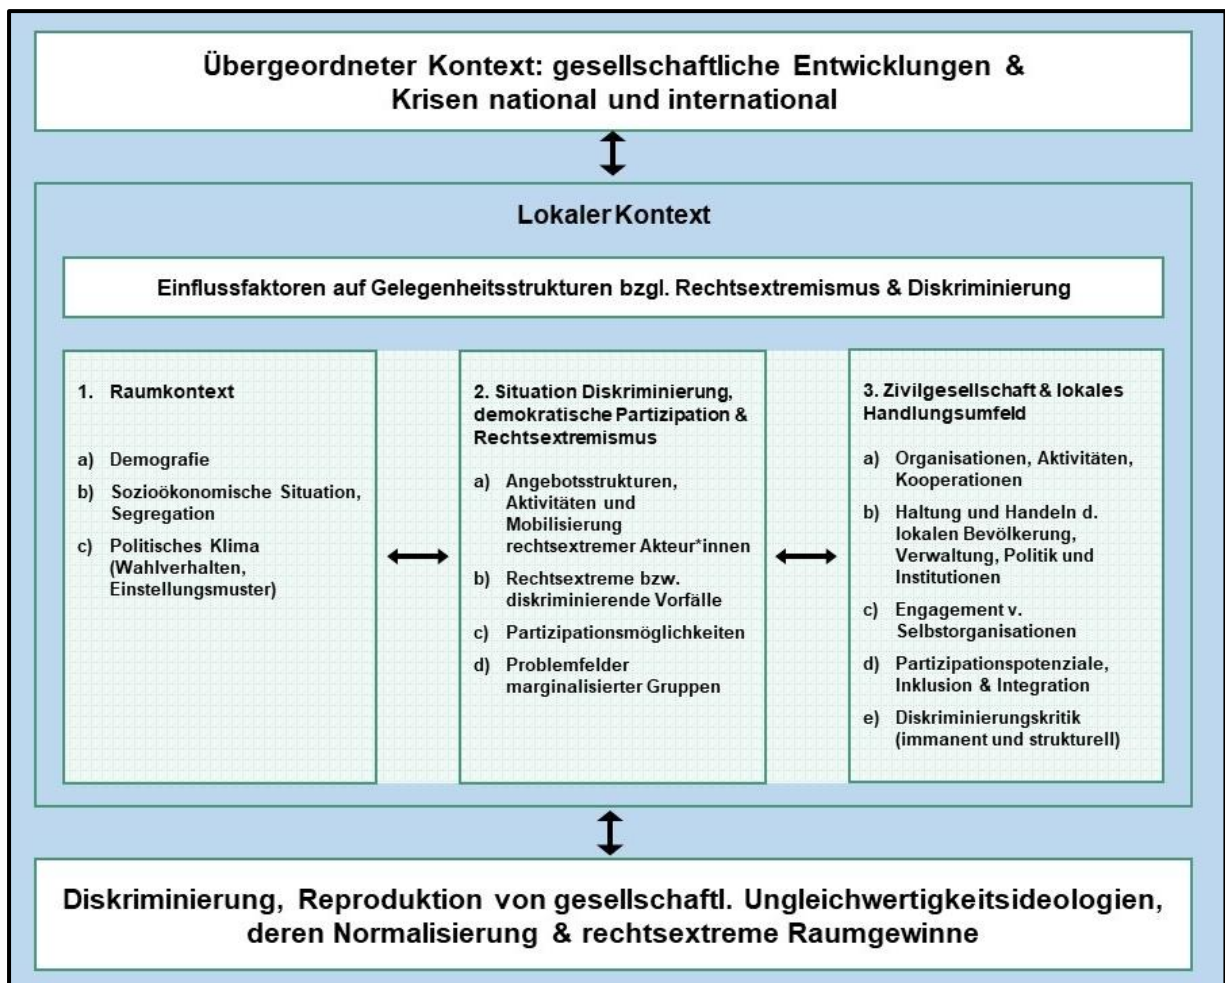 Übergeordneter Kontext: gesellschaftliche Entwicklungen &
Krisen national und international
Lokaler Kontext
Einflussfaktoren auf Gelegenheitsstrukturen bzgl. Rechtsextremismus & Diskriminierung
1. Raumkontext
a) Demografie
b) Sozioökonomische Situation,
Segregation
c) Politisches Klima
(Wahlverhalten,
Einstellungsmuster)
2. Situation Diskriminierung,
demokratische Partizipation &
Rechtsextremismus
a) Angebotsstrukturen,
Aktivitäten und
Mobilisierung
rechtsextremer Akteur*innen
b) Rechtsextreme bzw.
diskriminierende Vorfälle
c) Partizipationsmöglichkeiten
d) Problemfelder
marginalisierter Gruppen
3. Zivilgesellschaft & lokales
Handlungsumfeld
a) Organisationen, Aktivitäten,
Kooperationen
b) Haltung und Handeln d.
lokalen Bevölkerung,
Verwaltung, Politik und
Institutionen
c) Engagement v.
Selbstorganisationen
d) Partizipationspotenziale,
Inklusion & Integration
e) Diskriminierungskritik
(immanent und strukturell)
Diskriminierung, Reproduktion von gesellschaftl. Ungleichwertigkeitsideologien,
deren Normalisierung & rechtsextreme Raumgewinne